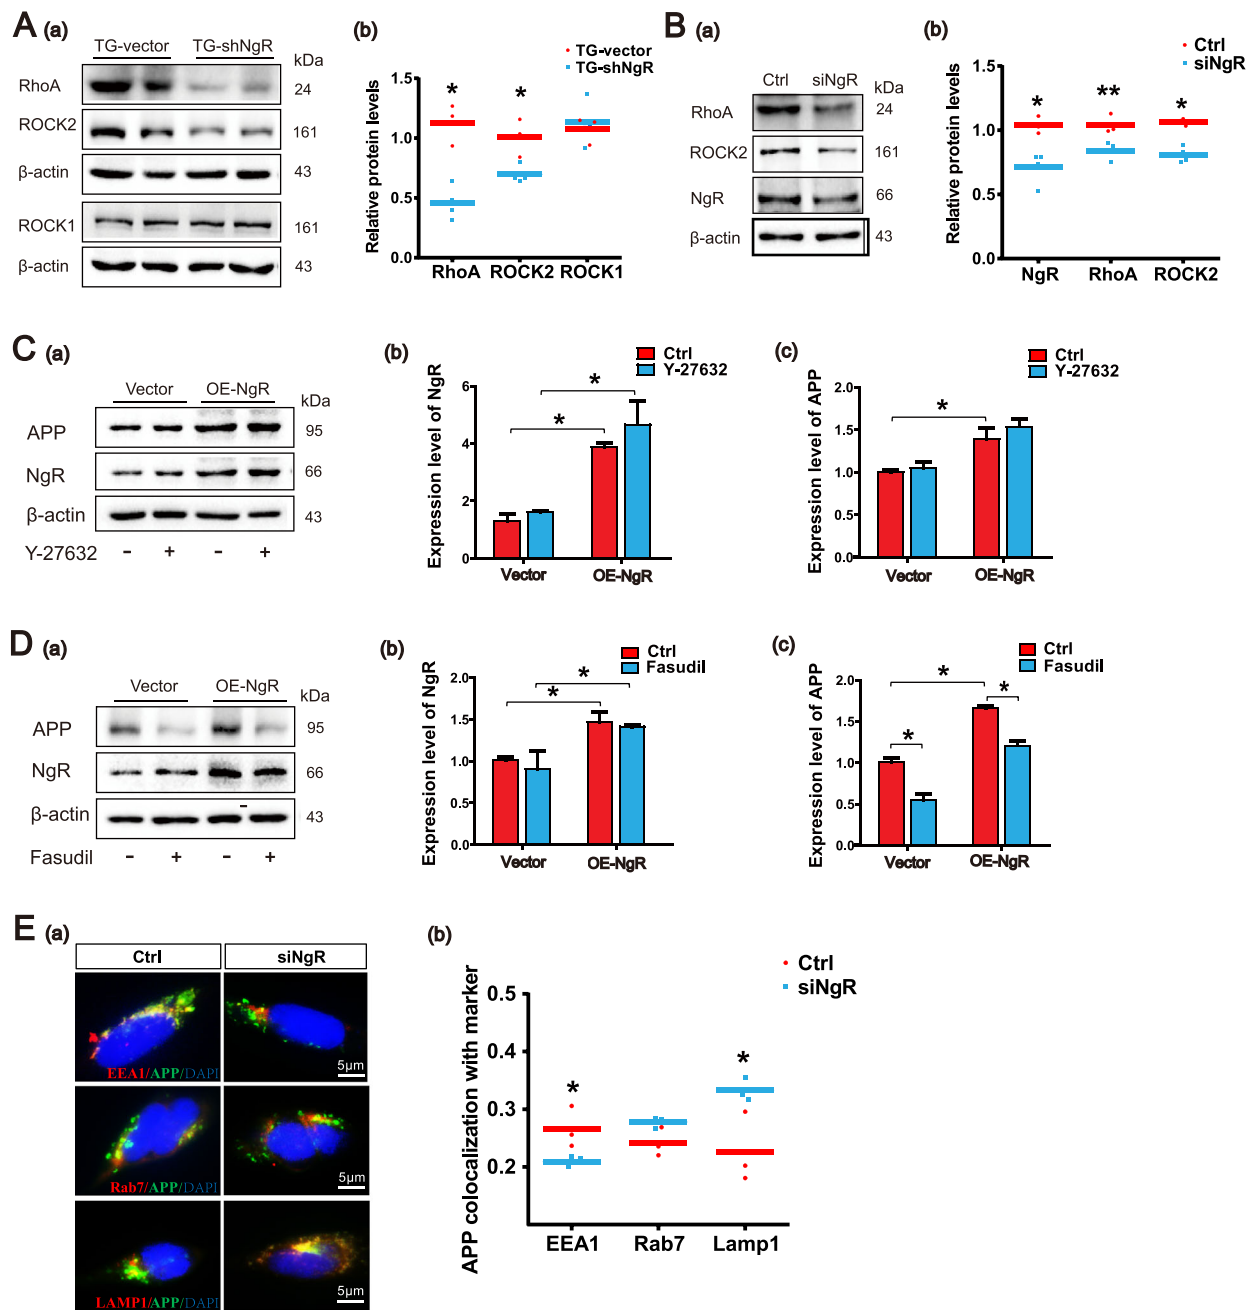 A (a)
TG-vector TG-shNgR
kDa
RhoA 24
ROCK2 161
β-actin 43
ROCK1 161
β-actin 43
(b)
TG-vector
TG-shNgR
Relative protein levels
1.5
1.0
0.5
0.0
* *
RhoA ROCK2 ROCK1
B (a)
Ctrl siNgR kDa
RhoA 24
ROCK2 161
NgR 66
β-actin 43
(b)
Ctrl
siNgR
Relative protein levels
1.5
1.0
0.5
0.0
* ** *
NgR RhoA ROCK2
C (a)
Vector OE-NgR
kDa
APP 95
NgR 66
β-actin 43
Y-27632 - + - +
(b)
Ctrl
Y-27632
Expression level of NgR
6
4
2
0
*
*
Vector OE-NgR
(c)
Ctrl
Y-27632
Expression level of APP
2.0
1.5
1.0
0.5
0.0
*
Vector OE-NgR
D (a)
Vector OE-NgR
kDa
APP 95
NgR 66
β-actin 43
Fasudil - + - +
(b)
Ctrl
Fasudil
Expression level of NgR
2.0
1.5
1.0
0.5
0.0
*
*
Vector OE-NgR
(c)
Ctrl
Fasudil
Expression level of APP
2.0
1.5
1.0
0.5
0.0
* *
*
Vector OE-NgR
E (a)
Ctrl siNgR
EEA1/APP/DAPI
5μm
Rab7/APP/DAPI
5μm
LAMP1/APP/DAPI
5μm
(b)
Ctrl
siNgR
APP colocalization with marker
0.5
0.4
0.3
0.2
* *
EEA1 Rab7 Lamp1